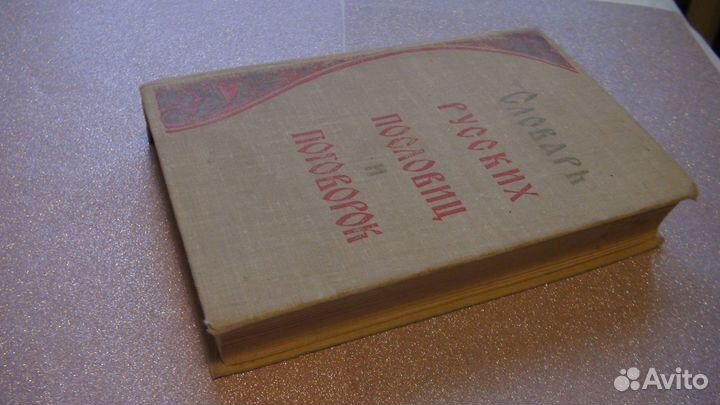 Словарь
РУССКИХ
ПОСЛОВИЦ
И
ПОГОВОРОК
Avito